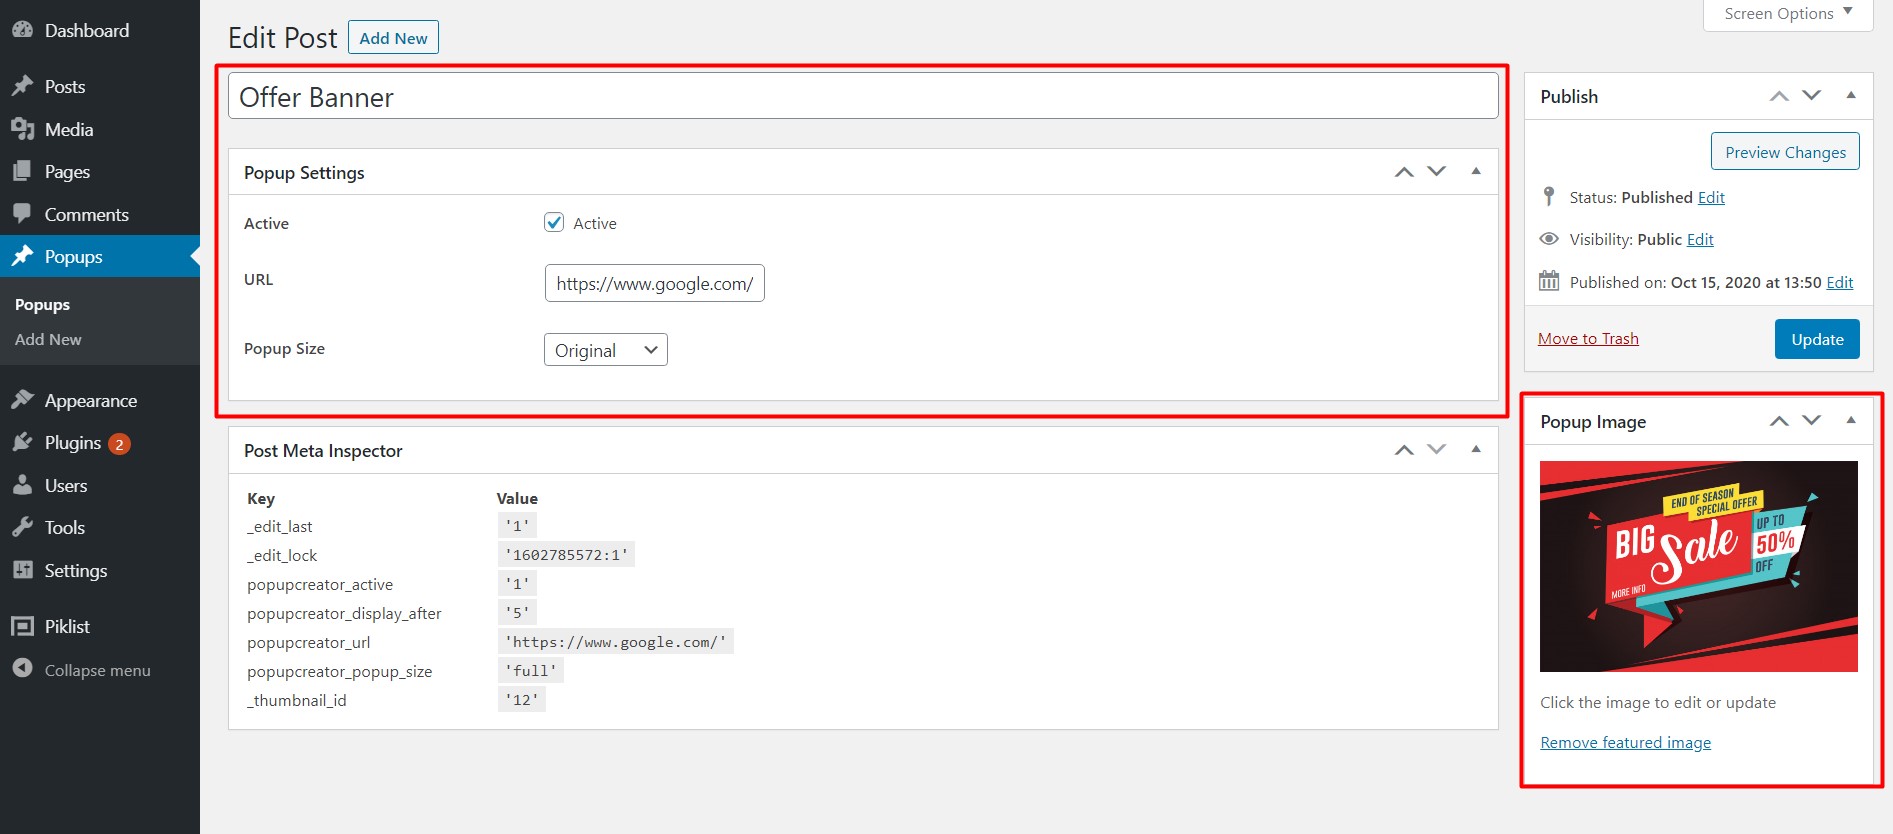 Dashboard
Posts
Media
Pages
Comments
Popups
Popups
Add New
Appearance
Plugins 2
Users
Tools
Settings
Piklist
Collapse menu
Screen Options
Edit Post Add New
Offer Banner
Popup Settings
Active Active
URL https://www.google.com/
Popup Size Original
Post Meta Inspector
Key Value
_edit_last '1'
_edit_lock '1602785572:1'
popupcreator_active '1'
popupcreator_display_after '5'
popupcreator_url 'https://www.google.com/'
popupcreator_popup_size 'full'
_thumbnail_id '12'
Publish
Preview Changes
Status: Published Edit
Visibility: Public Edit
Published on: Oct 15, 2020 at 13:50 Edit
Move to Trash Update
Popup Image
END OF SEASON
SPECIAL OFFER
BIG Sale
UP TO
50%
OFF
MORE INFO
Click the image to edit or update
Remove featured image